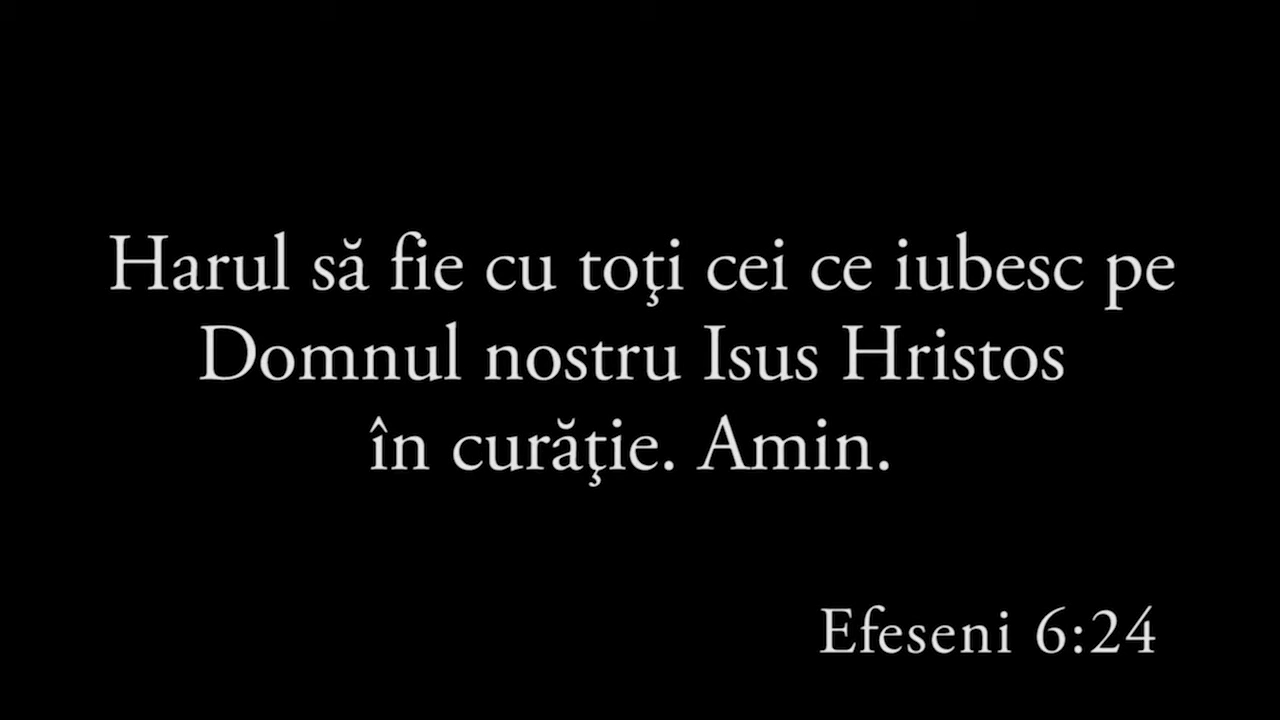 Harul să fie cu toţi cei ce iubesc pe
Domnul nostru Isus Hristos
în curăţie. Amin.
Efeseni 6:24